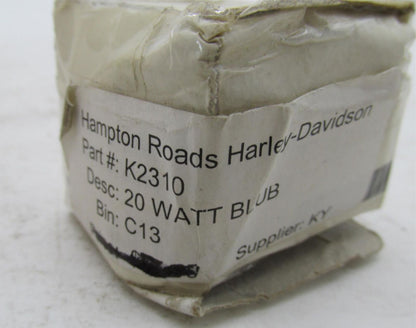 Hampton Roads Harley-Davidson
Part #: K2310
Desc: 20 WATT BLUB
Bin: C13
Supplier: KY